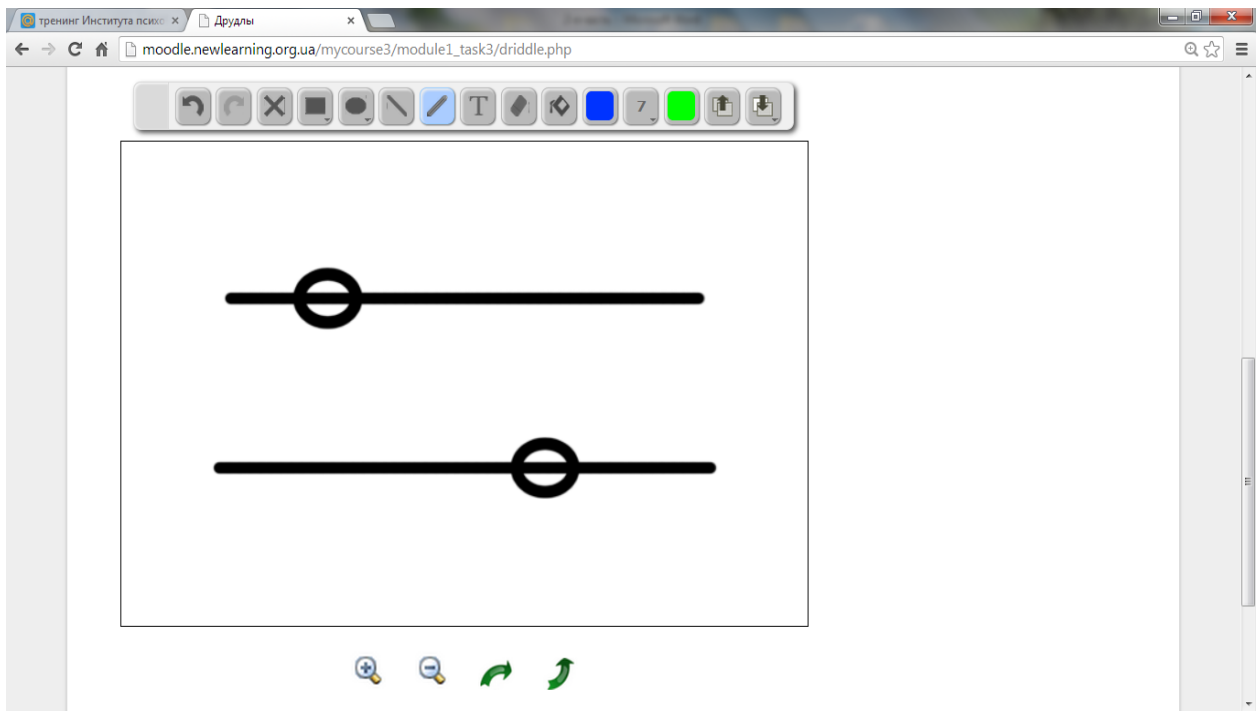 тренинг Института психо
Друдлы
moodle.newlearning.org.ua/mycourse3/module1_task3/driddle.php
T
7